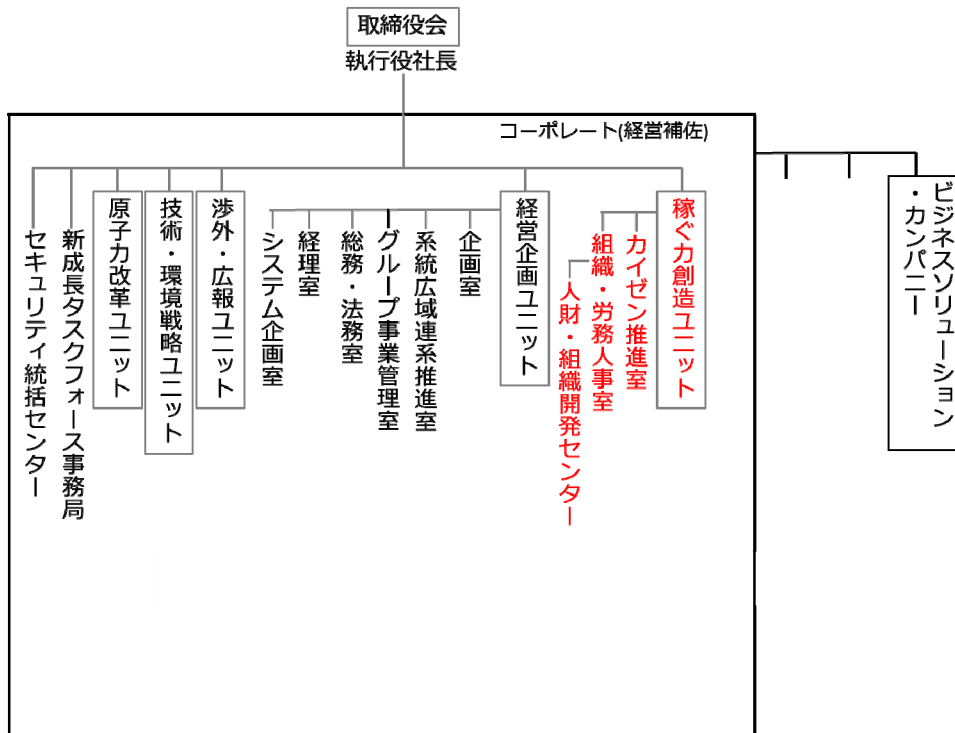 取締役会
執行役社長
コーポレート(経営補佐)
ビジネスソリューション
・カンパニー
稼ぐ力創造ユニット
カイゼン推進室
組織・労務人事室
人財・組織開発センター
経営企画ユニット
企画室
系統広域連系推進室
グループ事業管理室
総務・法務室
経理室
システム企画室
渉外・広報ユニット
技術・環境戦略ユニット
原子力改革ユニット
新成長タスクフォース事務局
セキュリティ統括センター